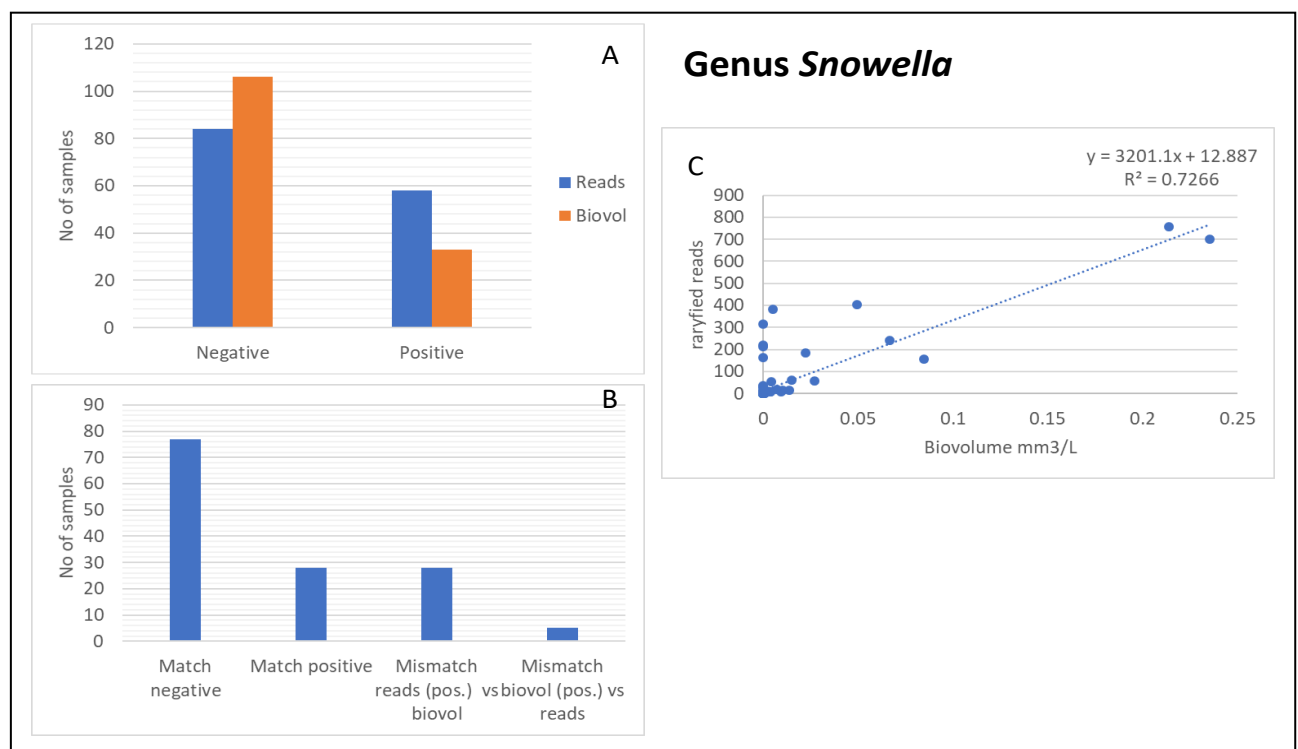 Genus Snowella
A
120
100
80
60
40
20
0
No of samples
Negative
Positive
Reads
Biovol
B
90
80
70
60
50
40
30
20
10
0
No of samples
Match negative
Match positive
Mismatch reads (pos.) vs biovol
Mismatch biovol (pos.) vs reads
C
y = 3201.1x + 12.887
R² = 0.7266
900
800
700
600
500
400
300
200
100
0
raryfied reads
0
0.05
0.1
0.15
0.2
0.25
Biovolume mm3/L